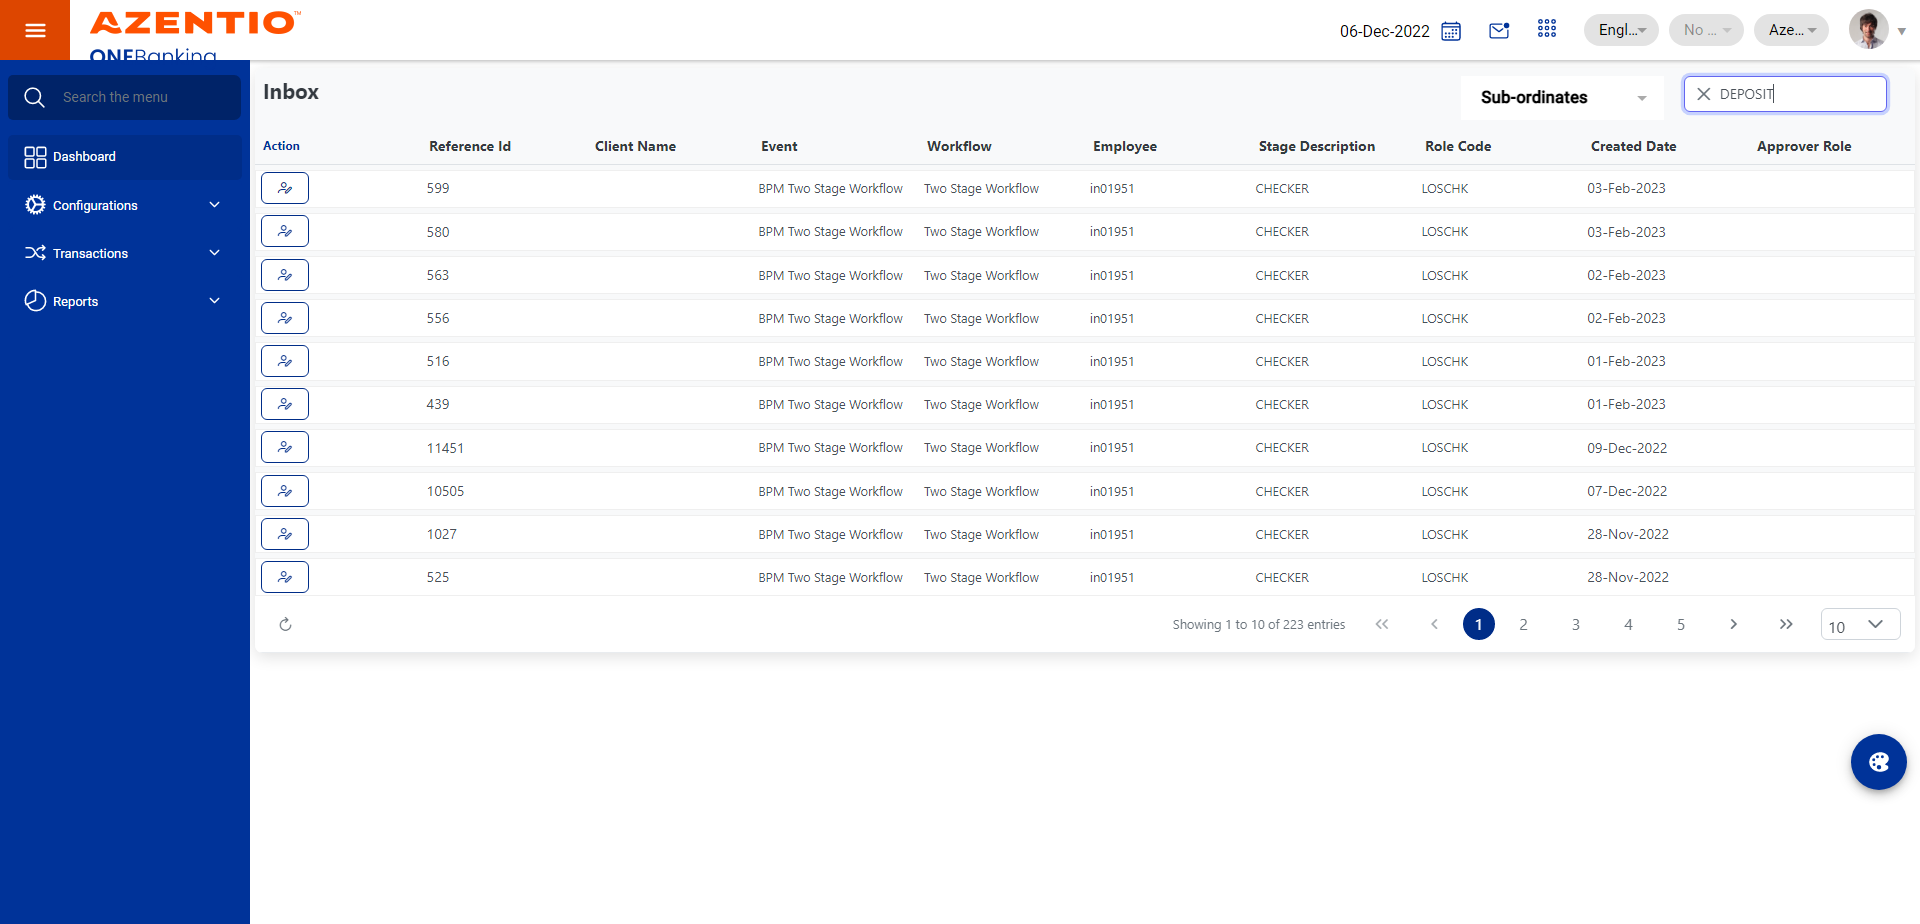 AZENTIO™
ONEBanking
06-Dec-2022
Engl...
No ...
Aze...
Search the menu
Dashboard
Configurations
Transactions
Reports
Inbox
Sub-ordinates
DEPOSIT
Action Reference Id Client Name Event Workflow Employee Stage Description Role Code Created Date Approver Role
599 BPM Two Stage Workflow Two Stage Workflow in01951 CHECKER LOSCHK 03-Feb-2023
580 BPM Two Stage Workflow Two Stage Workflow in01951 CHECKER LOSCHK 03-Feb-2023
563 BPM Two Stage Workflow Two Stage Workflow in01951 CHECKER LOSCHK 02-Feb-2023
556 BPM Two Stage Workflow Two Stage Workflow in01951 CHECKER LOSCHK 02-Feb-2023
516 BPM Two Stage Workflow Two Stage Workflow in01951 CHECKER LOSCHK 01-Feb-2023
439 BPM Two Stage Workflow Two Stage Workflow in01951 CHECKER LOSCHK 01-Feb-2023
11451 BPM Two Stage Workflow Two Stage Workflow in01951 CHECKER LOSCHK 09-Dec-2022
10505 BPM Two Stage Workflow Two Stage Workflow in01951 CHECKER LOSCHK 07-Dec-2022
1027 BPM Two Stage Workflow Two Stage Workflow in01951 CHECKER LOSCHK 28-Nov-2022
525 BPM Two Stage Workflow Two Stage Workflow in01951 CHECKER LOSCHK 28-Nov-2022
Showing 1 to 10 of 223 entries 1 2 3 4 5 10